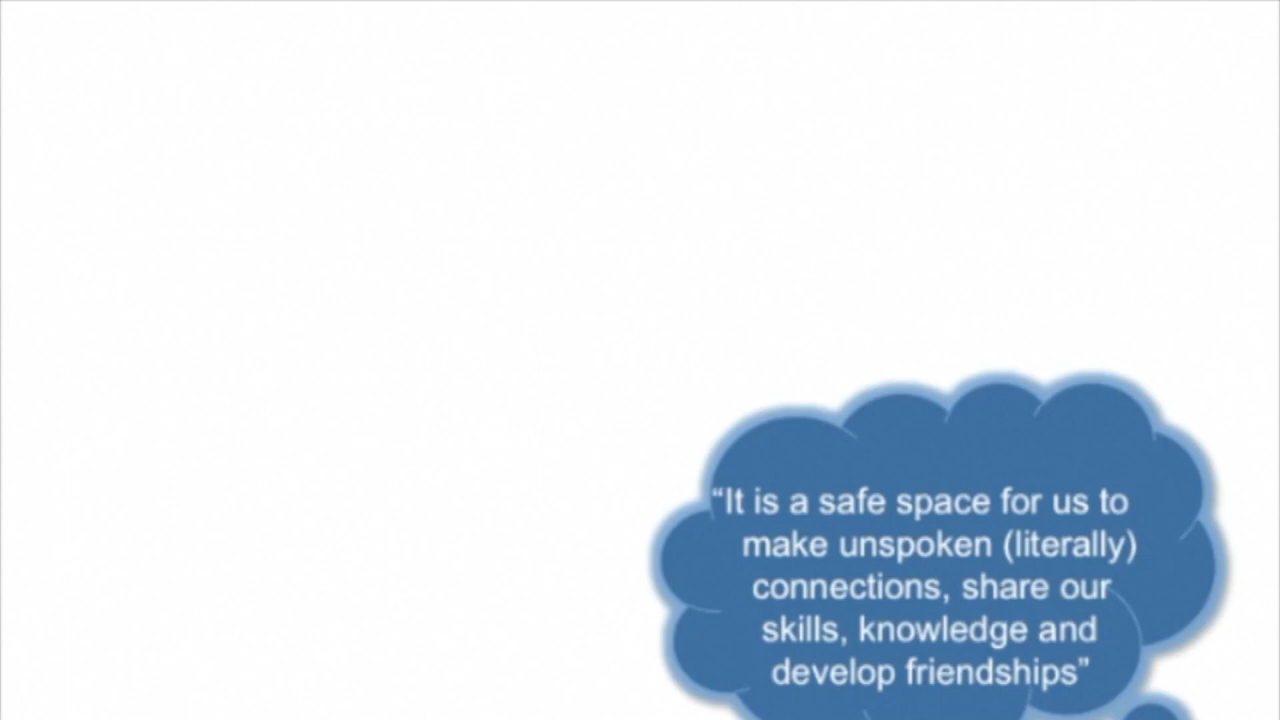 “It is a safe space for us to
make unspoken (literally)
connections, share our
skills, knowledge and
develop friendships”